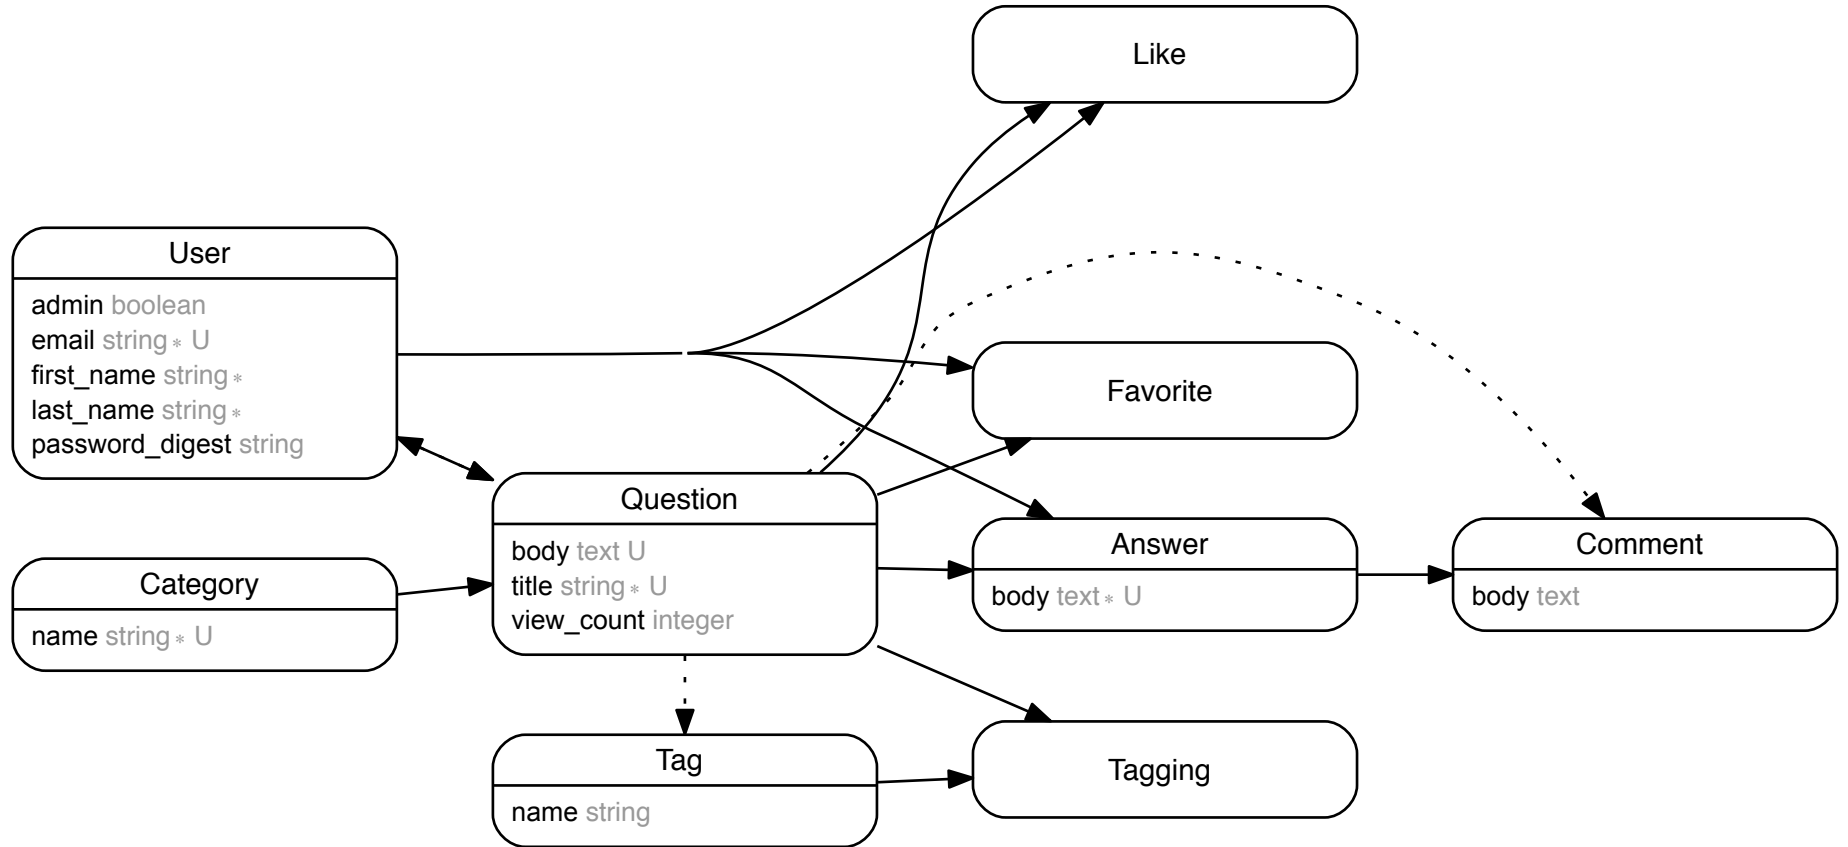 Like
User
admin boolean
email string * U
first_name string *
last_name string *
password_digest string
Favorite
Question
body text U
title string * U
view_count integer
Answer
body text * U
Comment
body text
Category
name string * U
Tag
name string
Tagging